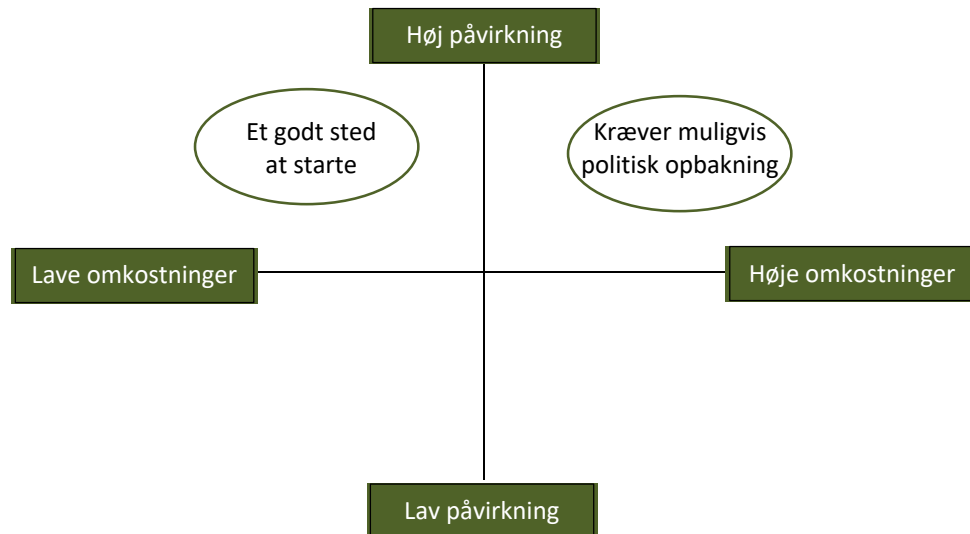 Høj påvirkning
Et godt sted
at starte
Kræver muligvis
politisk opbakning
Lave omkostninger
Høje omkostninger
Lav påvirkning